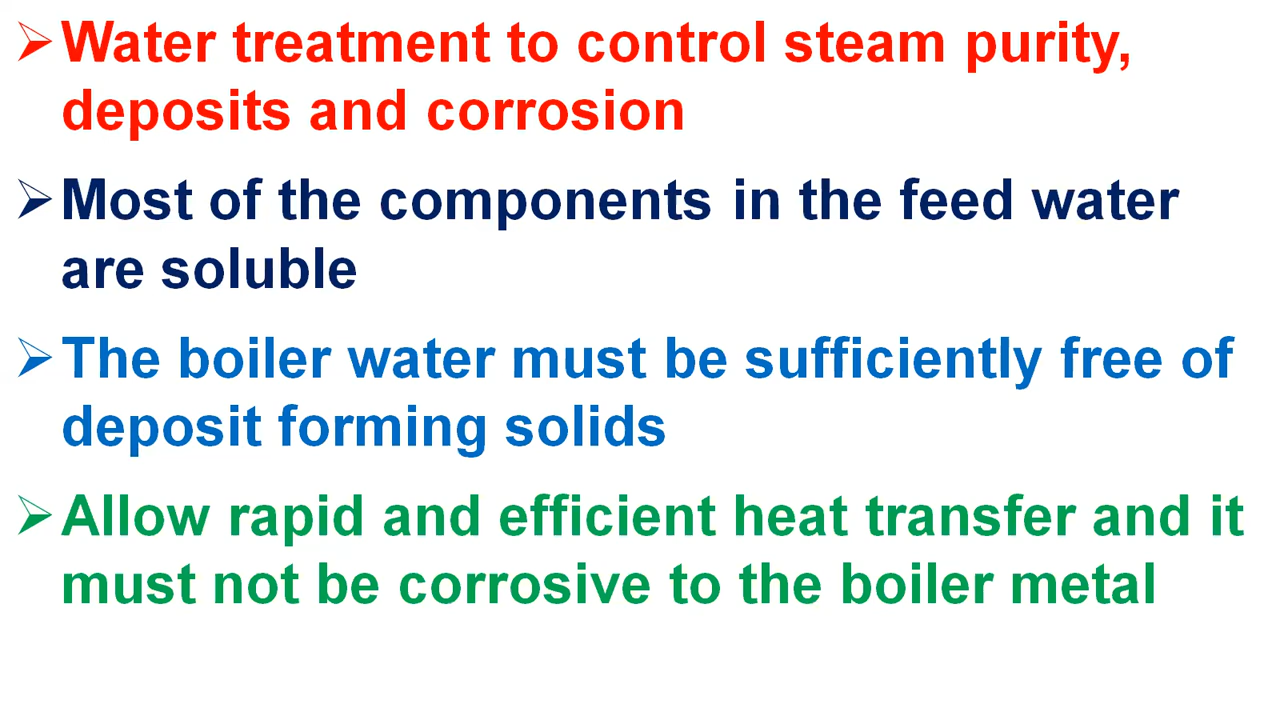 ➢Water treatment to control steam purity,
deposits and corrosion
➢Most of the components in the feed water
are soluble
➢The boiler water must be sufficiently free of
deposit forming solids
➢Allow rapid and efficient heat transfer and it
must not be corrosive to the boiler metal